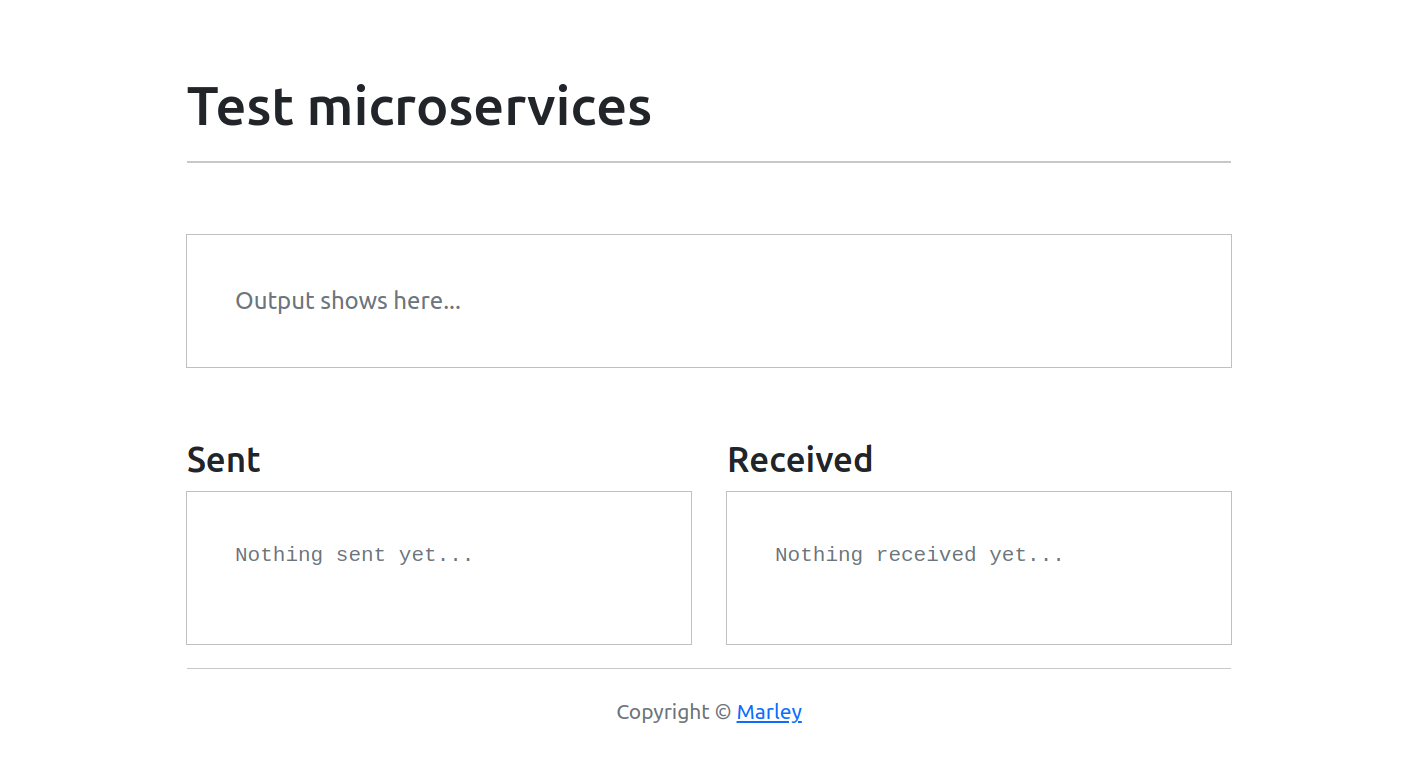 Test microservices
Output shows here...
Sent
Received
Nothing sent yet...
Nothing received yet...
Copyright © Marley